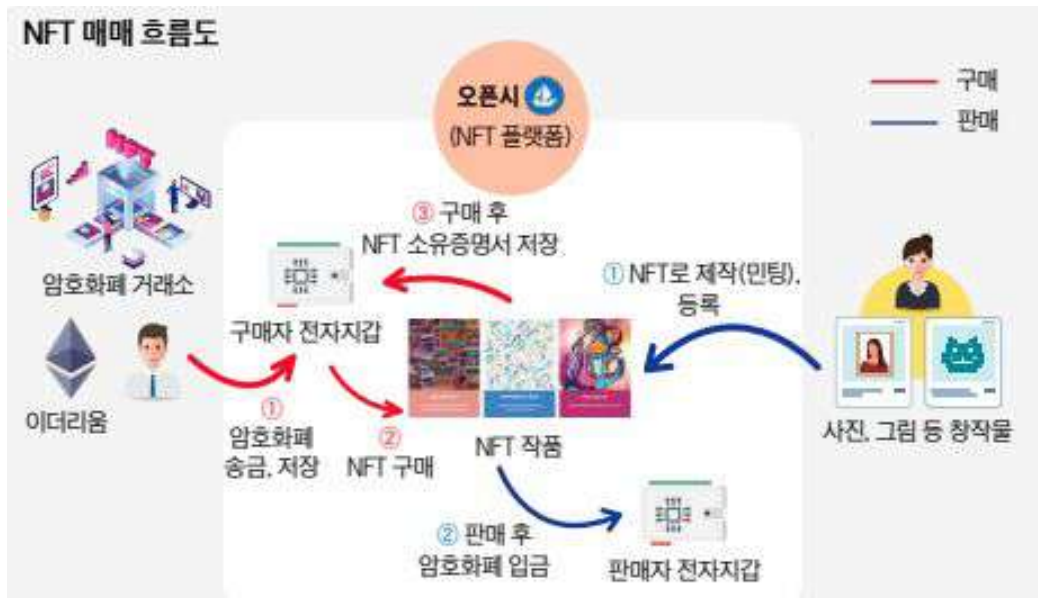 NFT 매매 흐름도
오픈시
(NFT 플랫폼)
구매
판매
NFT
암호화폐 거래소
이더리움
① 암호화폐
송금, 저장
구매자 전자지갑
② NFT 구매
③ 구매 후
NFT 소유증명서 저장
NFT 작품
① NFT로 제작(민팅),
등록
사진, 그림 등 창작물
② 판매 후
암호화폐 입금
판매자 전자지갑